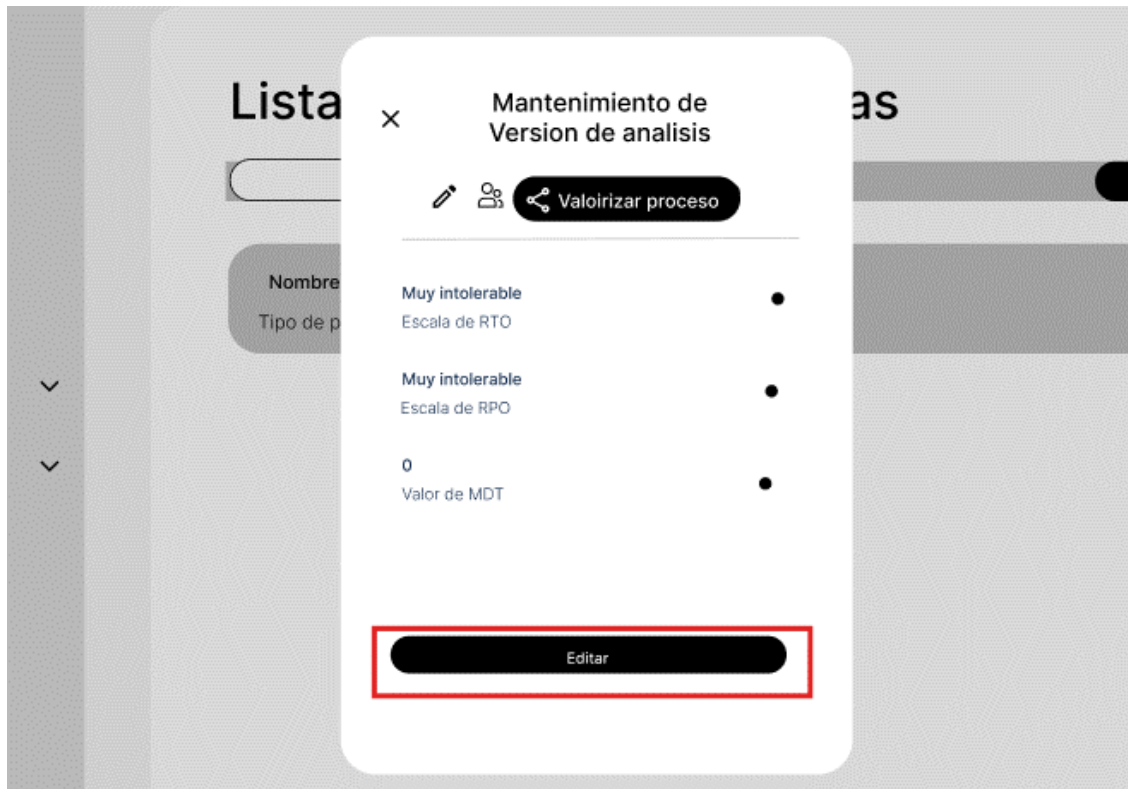 Lista
as
Mantenimiento de
Version de analisis
Valoirizar proceso
Nombre
Tipo de p
Muy intolerable
Escala de RTO
Muy intolerable
Escala de RPO
0
Valor de MDT
Editar